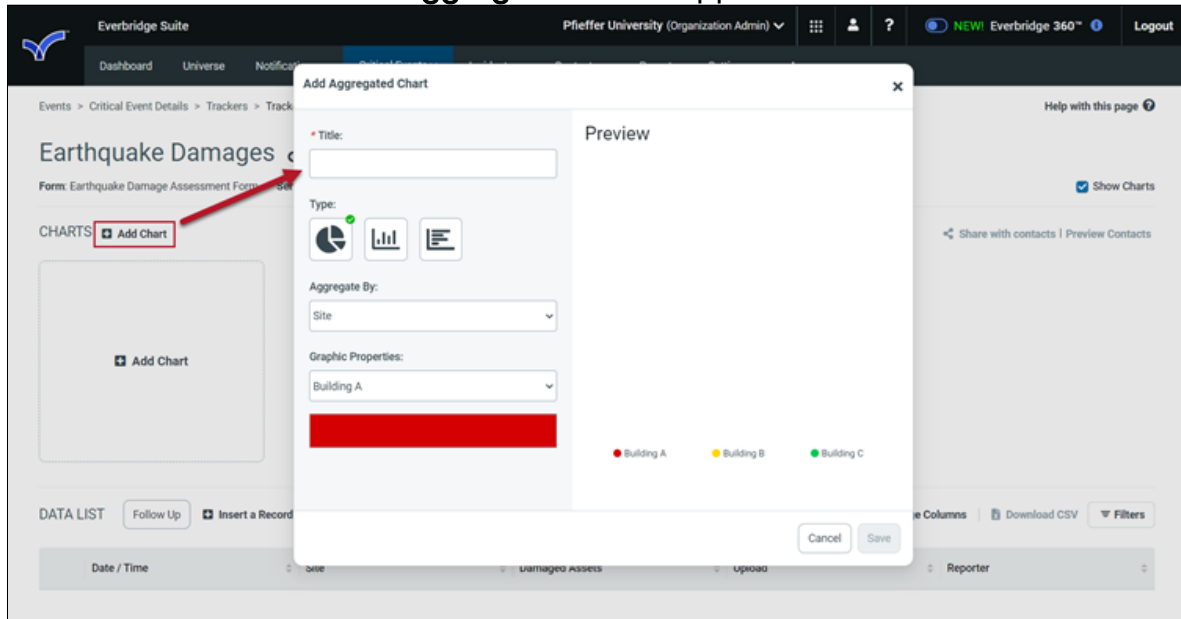 Everbridge Suite
Pfieffer University (Organization Admin)
?
NEW! Everbridge 360™
Logout
Dashboard Universe
Add Aggregated Chart
×
Events > Critical Event Details > Trackers >
Help with this page
* Title:
Preview
Earthquake Damages
Form: Earthquake Damage Assessment Form
Show Charts
Type:
CHARTS Add Chart
Share with contacts | Preview Contacts
Aggregate By:
Site
Add Chart
Graphic Properties:
Building A
Building A Building B Building C
DATA LIST Follow Up Insert a Record
Columns Download CSV Filters
Cancel Save
Date / Time Site Damaged Assets Upload Reporter